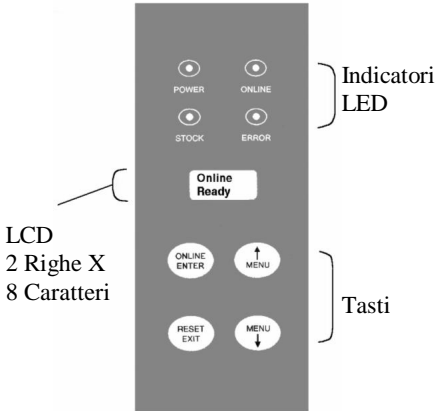 POWER ONLINE
STOCK ERROR
Indicatori
LED
Online
Ready
LCD
2 Righe X
8 Caratteri
ONLINE
ENTER
↑
MENU
RESET
EXIT
MENU
↓
Tasti